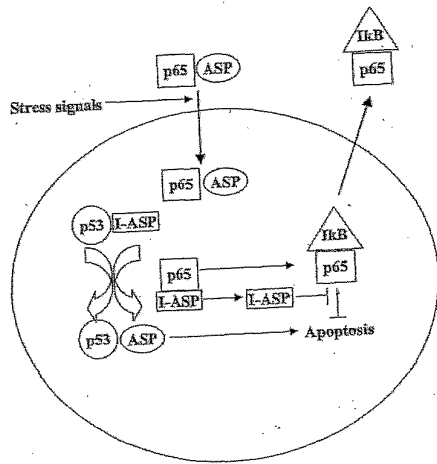 IkB
p65
p65 ASP
Stress signals
p65 ASP
p53 I-ASP
IkB
p65
p65
I-ASP
I-ASP
p53 ASP
Apoptosis